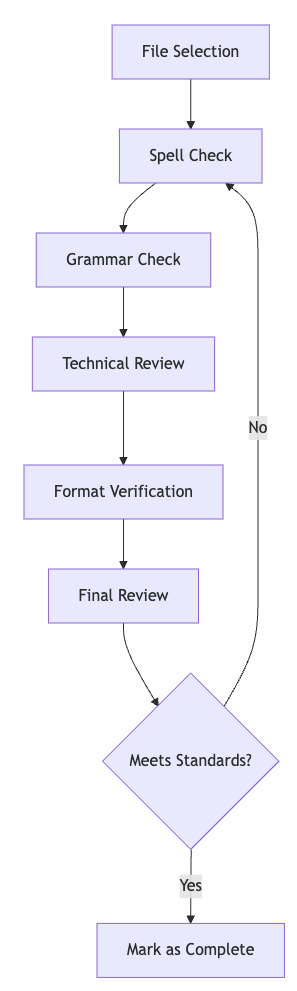 File Selection
Spell Check
Grammar Check
Technical Review
No
Format Verification
Final Review
Meets Standards?
Yes
Mark as Complete